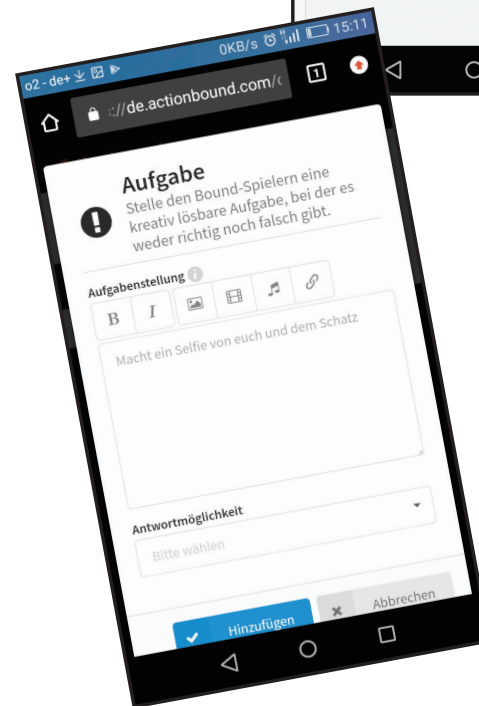 o2 - de+ 0KB/s H 15:11
://de.actionbound.com/ 1
Aufgabe
Stelle den Bound-Spielern eine
kreativ lösbare Aufgabe, bei der es
weder richtig noch falsch gibt.
Aufgabenstellung
B I
Macht ein Selfie von euch und dem Schatz
Antwortmöglichkeit
Bitte wählen
Hinzufügen Abbrechen